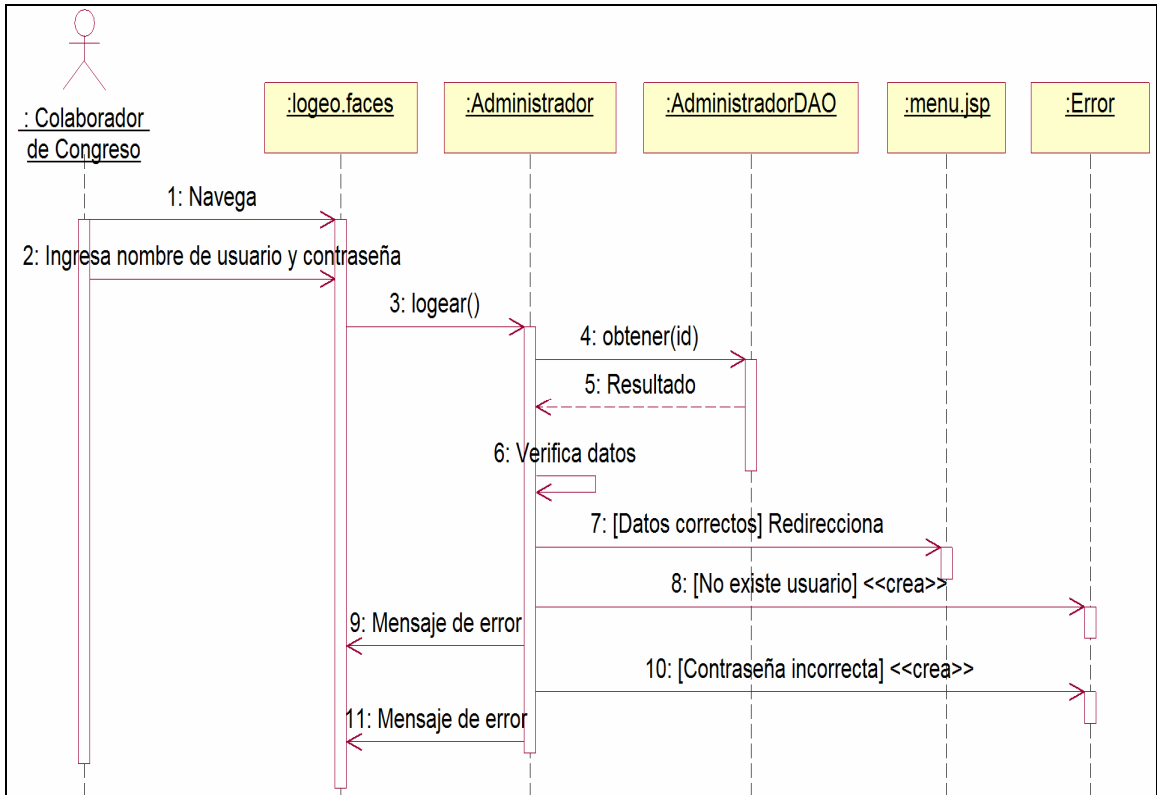 : Colaborador
de Congreso
:logeo.faces
:Administrador
:AdministradorDAO
:menu.jsp
:Error
1: Navega
2: Ingresa nombre de usuario y contraseña
3: logear()
4: obtener(id)
5: Resultado
6: Verifica datos
7: [Datos correctos] Redirecciona
8: [No existe usuario] <<crea>>
9: Mensaje de error
10: [Contraseña incorrecta] <<crea>>
11: Mensaje de error